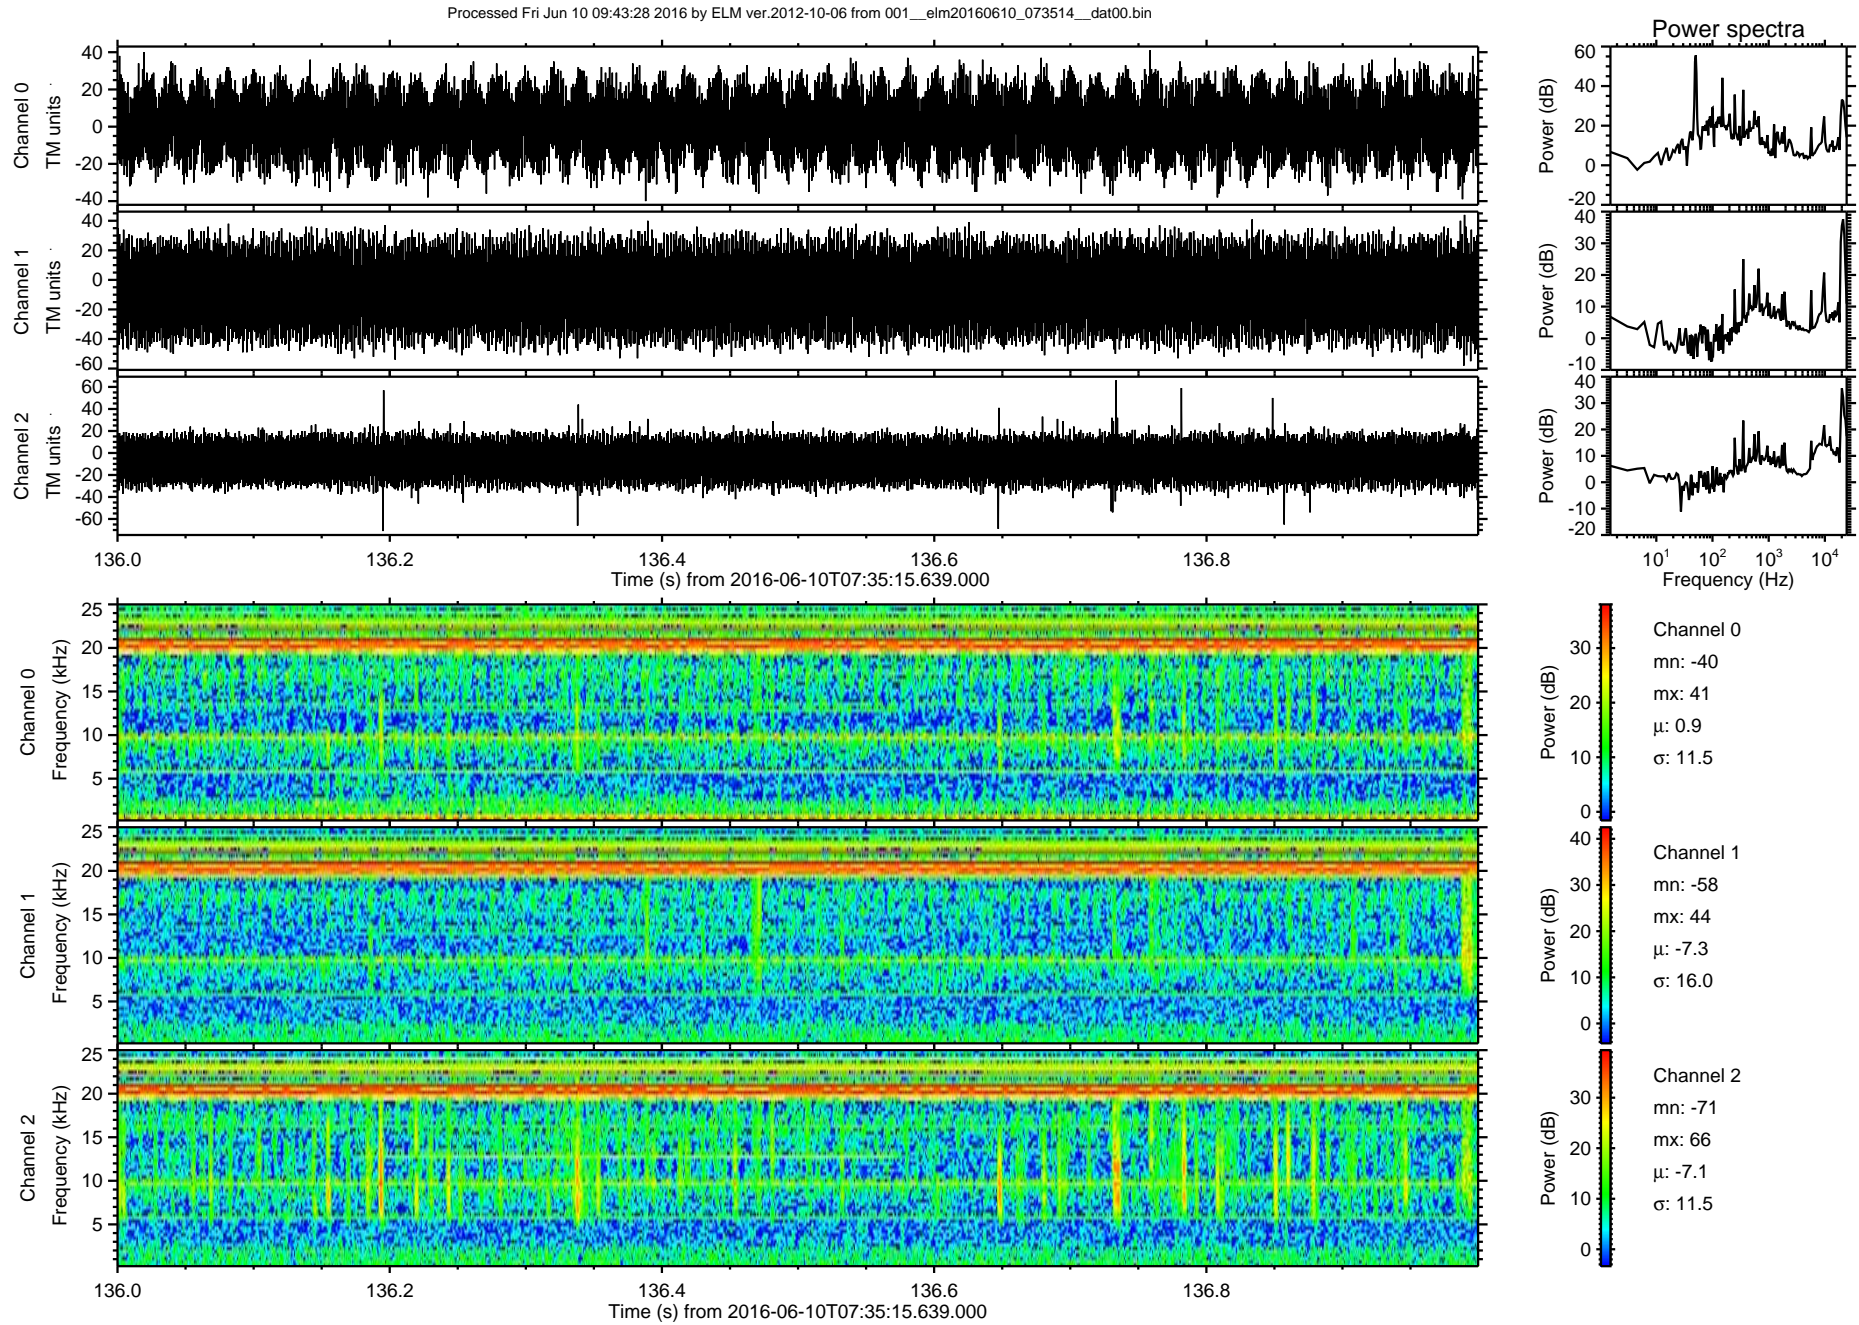 Processed Fri Jun 10 09:43:28 2016 by ELM ver.2012-10-06 from 001__elm20160610_073514__dat00.bin
Power spectra
Channel 0
TM units
40
20
0
-20
-40
Power (dB)
60
40
20
0
-20
Channel 1
TM units
40
20
0
-20
-40
-60
Power (dB)
40
30
20
10
0
-10
Channel 2
TM units
60
40
20
0
-20
-40
-60
Power (dB)
40
30
20
10
0
-10
-20
136.0 136.2 136.4 136.6 136.8
Time (s) from 2016-06-10T07:35:15.639.000
10¹ 10² 10³ 10⁴
Frequency (Hz)
Channel 0
Frequency (kHz)
25
20
15
10
5
Power (dB)
30
20
10
0
Channel 0
mn: -40
mx: 41
μ: 0.9
σ: 11.5
Channel 1
Frequency (kHz)
25
20
15
10
5
Power (dB)
40
30
20
10
0
Channel 1
mn: -58
mx: 44
μ: -7.3
σ: 16.0
Channel 2
Frequency (kHz)
25
20
15
10
5
Power (dB)
30
20
10
0
Channel 2
mn: -71
mx: 66
μ: -7.1
σ: 11.5
136.0 136.2 136.4 136.6 136.8
Time (s) from 2016-06-10T07:35:15.639.000